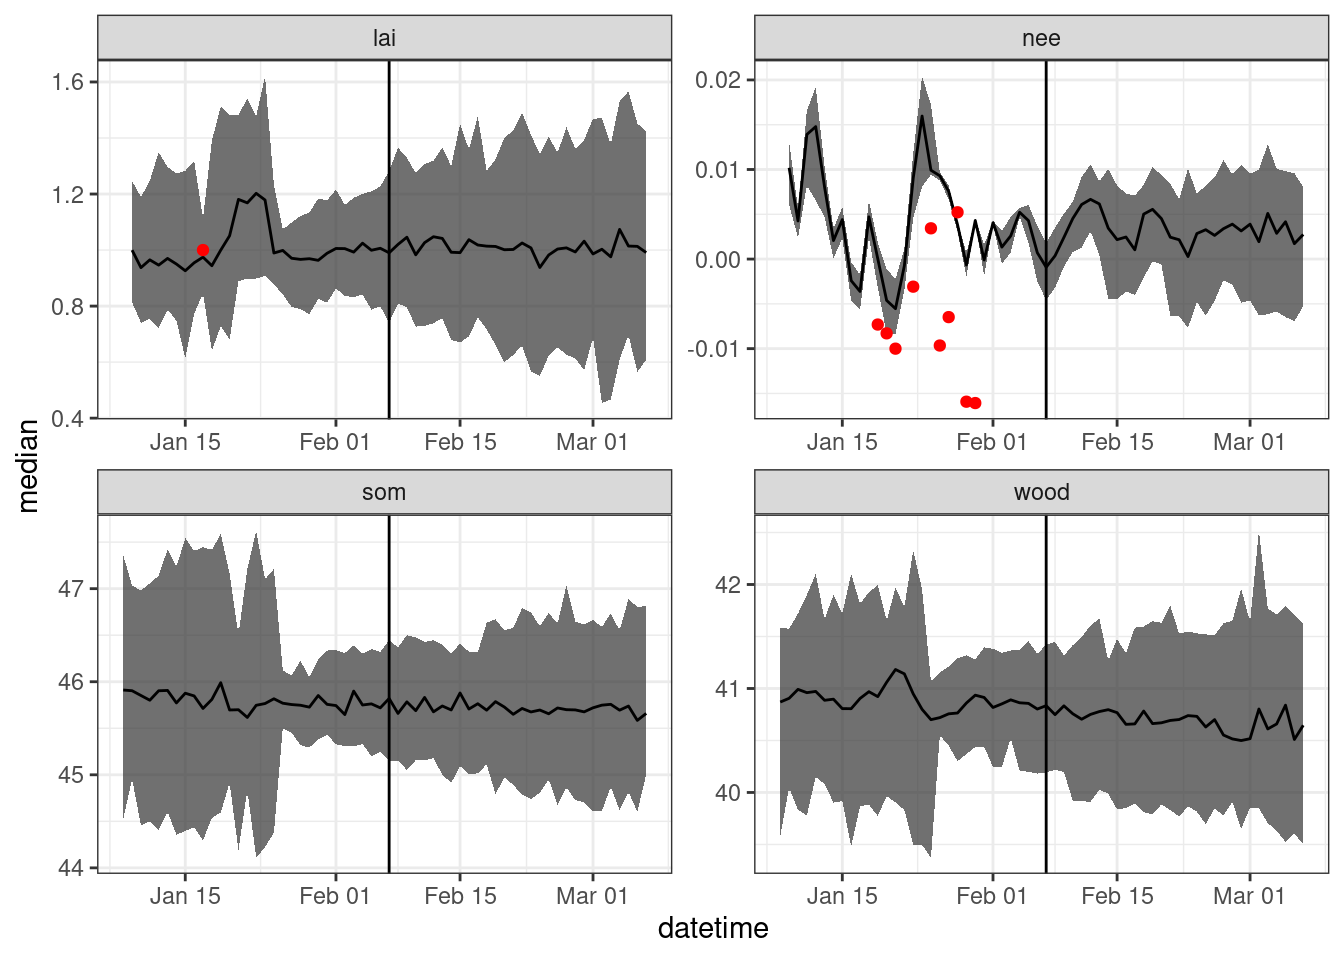 lai
nee
1.6
1.2
0.8
0.4
0.02
0.01
0.00
-0.01
Jan 15 Feb 01 Feb 15 Mar 01
Jan 15 Feb 01 Feb 15 Mar 01
median
som
wood
47
46
45
44
42
41
40
Jan 15 Feb 01 Feb 15 Mar 01
Jan 15 Feb 01 Feb 15 Mar 01
datetime